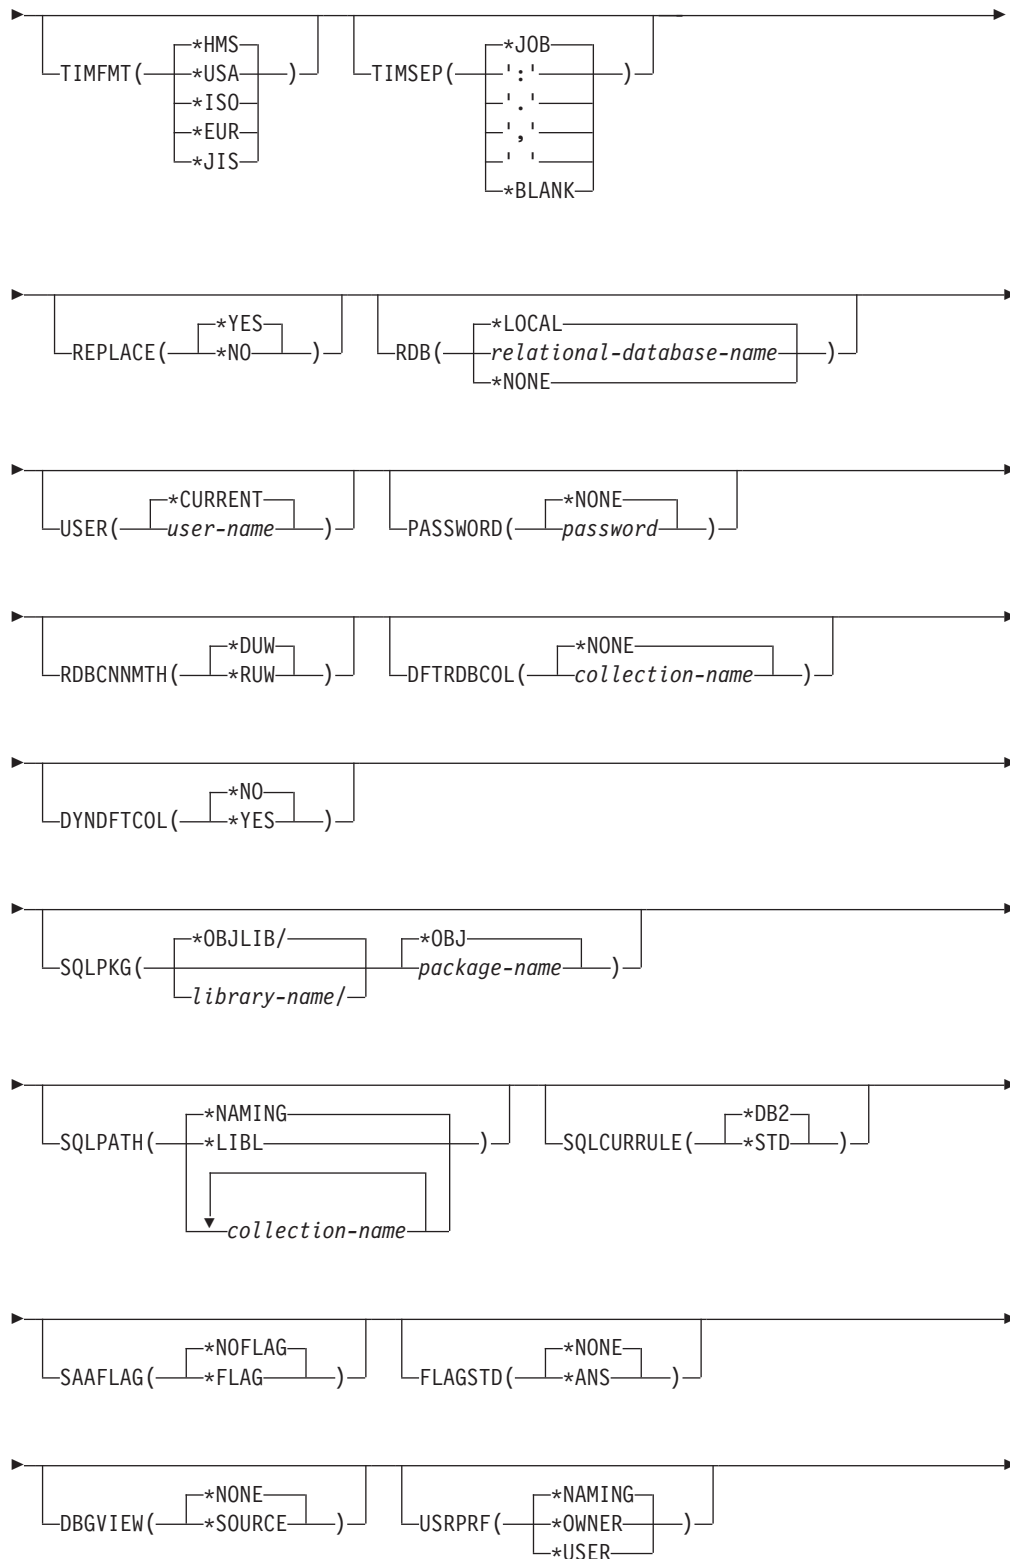 *HMS *JOB
TIMFMT( *USA ) TIMSEP( ':' )
*ISO '.'
*EUR ','
*JIS ' '
*BLANK
*YES *LOCAL
REPLACE( *NO ) RDB( relational-database-name )
*NONE
*CURRENT *NONE
USER( user-name ) PASSWORD( password )
*DUW *NONE
RDBCNNMTH( *RUW ) DFTRDBCOL( collection-name )
*NO
DYNDFTCOL( *YES )
*OBJLIB/ *OBJ
SQLPKG( package-name )
library-name/
*NAMING *DB2
SQLPATH( *LIBL ) SQLCURRULE( *STD )
collection-name
*NOFLAG *NONE
SAAFLAG( *FLAG ) FLAGSTD( *ANS )
*NONE *NAMING
DBGVIEW( *SOURCE ) USRPRF( *OWNER )
*USER